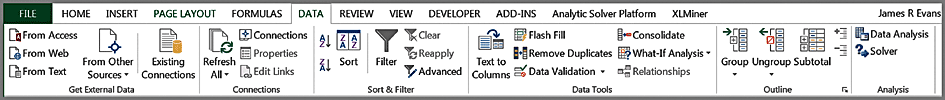 FILE HOME INSERT PAGE LAYOUT FORMULAS DATA REVIEW VIEW DEVELOPER ADD-INS Analytic Solver Platform XLMiner James R Evans
From Access
From Web
From Text
From Other
Sources
Existing
Connections
Get External Data
Refresh
All
Connections
Properties
Edit Links
Connections
A
Z
Z
A
Z A
A Z
Sort
Filter
Clear
Reapply
Advanced
Sort & Filter
Text to
Columns
Flash Fill
Remove Duplicates
Data Validation
Consolidate
What-If Analysis
Relationships
Data Tools
Group
Ungroup
Subtotal
Outline
Data Analysis
Solver
Analysis